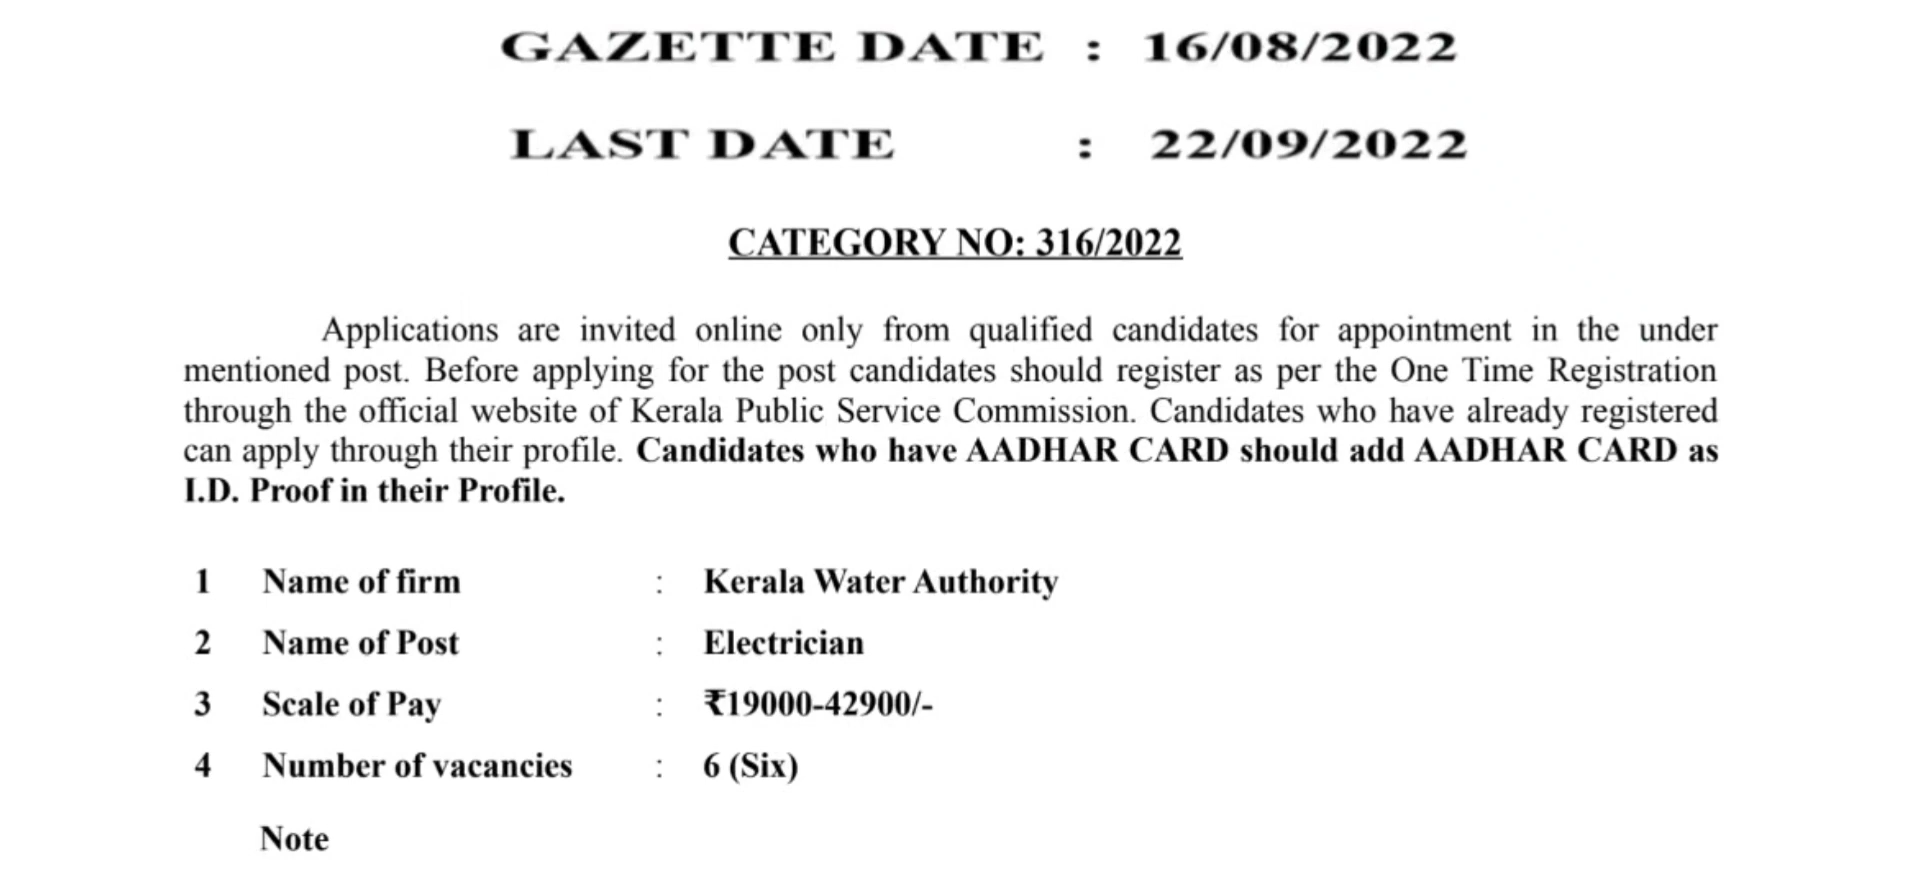 GAZETTE DATE : 16/08/2022
LAST DATE : 22/09/2022
CATEGORY NO: 316/2022
Applications are invited online only from qualified candidates for appointment in the under
mentioned post. Before applying for the post candidates should register as per the One Time Registration
through the official website of Kerala Public Service Commission. Candidates who have already registered
can apply through their profile. Candidates who have AADHAR CARD should add AADHAR CARD as
I.D. Proof in their Profile.
1 Name of firm : Kerala Water Authority
2 Name of Post : Electrician
3 Scale of Pay : ₹19000-42900/-
4 Number of vacancies : 6 (Six)
Note